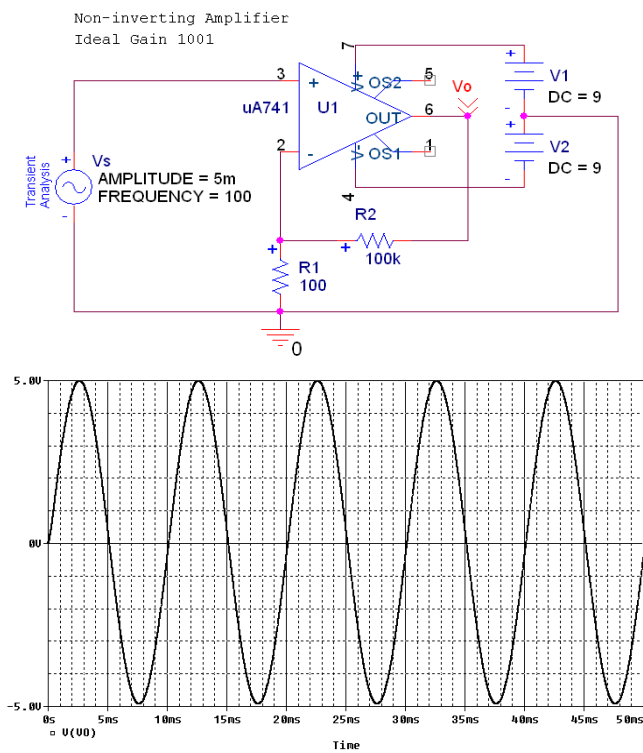 Non-inverting Amplifier
Ideal Gain 1001
7
+
V1
DC = 9
-
3
+
V+
OS2
5
Vo
uA741
U1
6
OUT
2
-
V-
OS1
1
+
V2
DC = 9
-
4
Transient
Analysis
+
Vs
AMPLITUDE = 5m
FREQUENCY = 100
-
R2
+
100k
+
R1
100
0
5.0V
0V
-5.0V
0s
5ms
10ms
15ms
20ms
25ms
30ms
35ms
40ms
45ms
50ms
V(VO)
Time